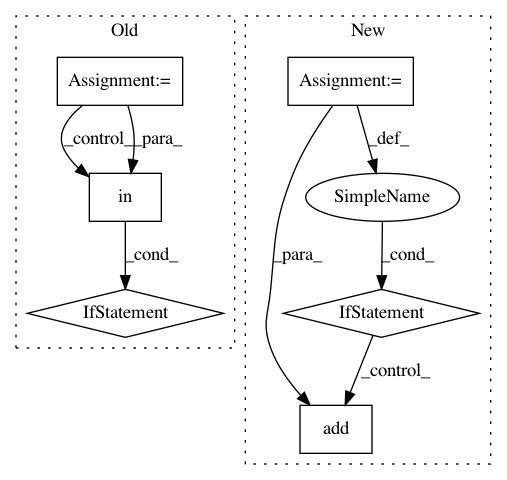 Old
New
Assignment:=
Assignment:=
_control_
_para_
_def_
in
SimpleName
_para_
_cond_
_cond_
IfStatement
IfStatement
_control_
add